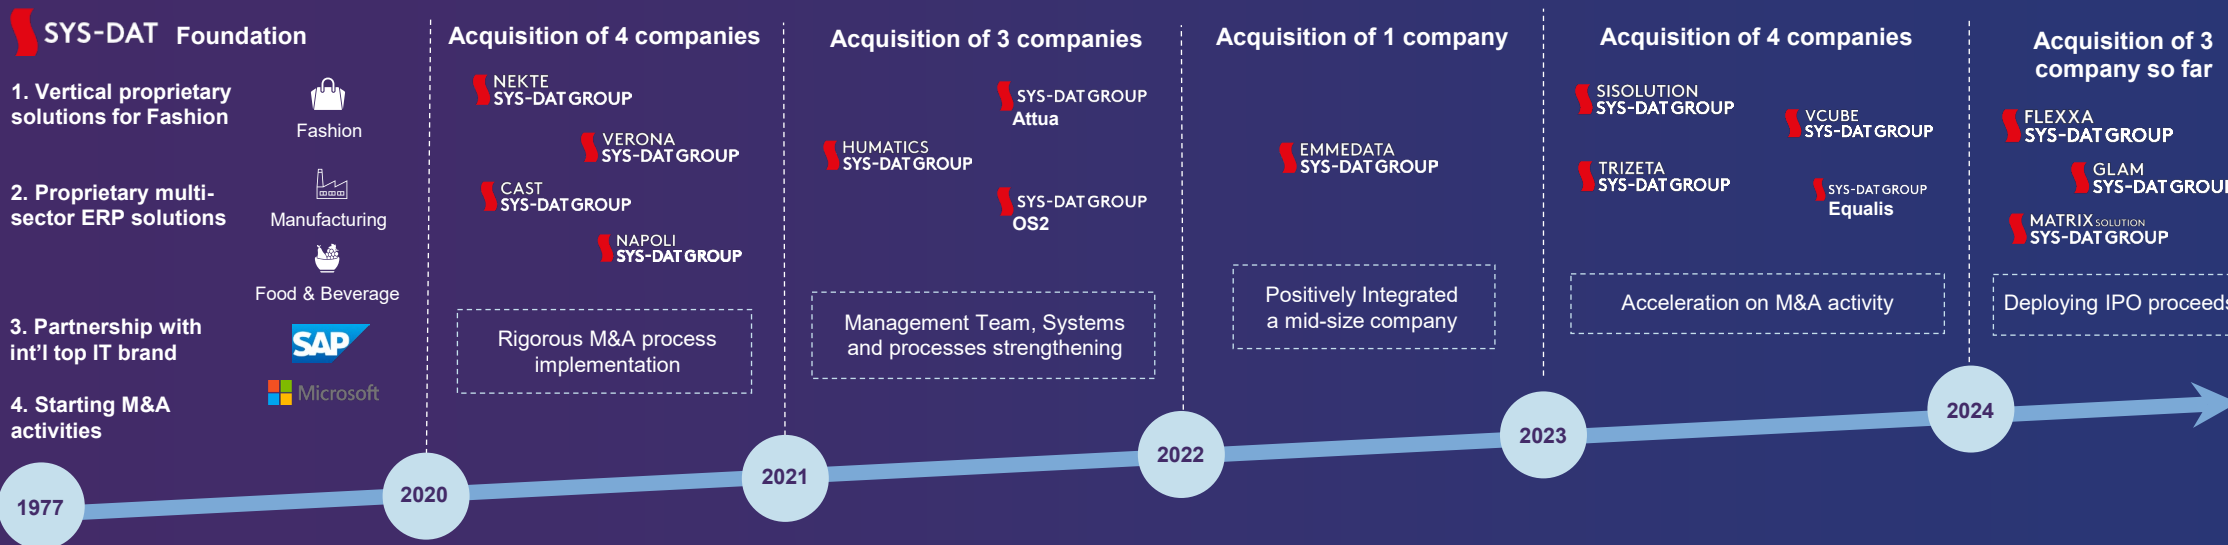 SYS-DAT Foundation
1. Vertical proprietary
solutions for Fashion
Fashion
2. Proprietary multi-
sector ERP solutions
Manufacturing
Food & Beverage
3. Partnership with
int'l top IT brand
SAP
Microsoft
4. Starting M&A
activities
1977
Acquisition of 4 companies
NEKTE
SYS-DAT GROUP
VERONA
SYS-DAT GROUP
CAST
SYS-DAT GROUP
NAPOLI
SYS-DAT GROUP
Rigorous M&A process
implementation
2020
Acquisition of 3 companies
SYS-DAT GROUP
Attua
HUMATICS
SYS-DAT GROUP
SYS-DAT GROUP
OS2
Management Team, Systems
and processes strengthening
2021
Acquisition of 1 company
EMMEDATA
SYS-DAT GROUP
Positively Integrated
a mid-size company
2022
Acquisition of 4 companies
SISOLUTION
SYS-DAT GROUP
VCUBE
SYS-DAT GROUP
TRIZETA
SYS-DAT GROUP
SYS-DAT GROUP
Equalis
Acceleration on M&A activity
2023
Acquisition of 3
company so far
FLEXXA
SYS-DAT GROUP
GLAM
SYS-DAT GROU
MATRIX SOLUTION
SYS-DAT GROUP
Deploying IPO proceeds
2024